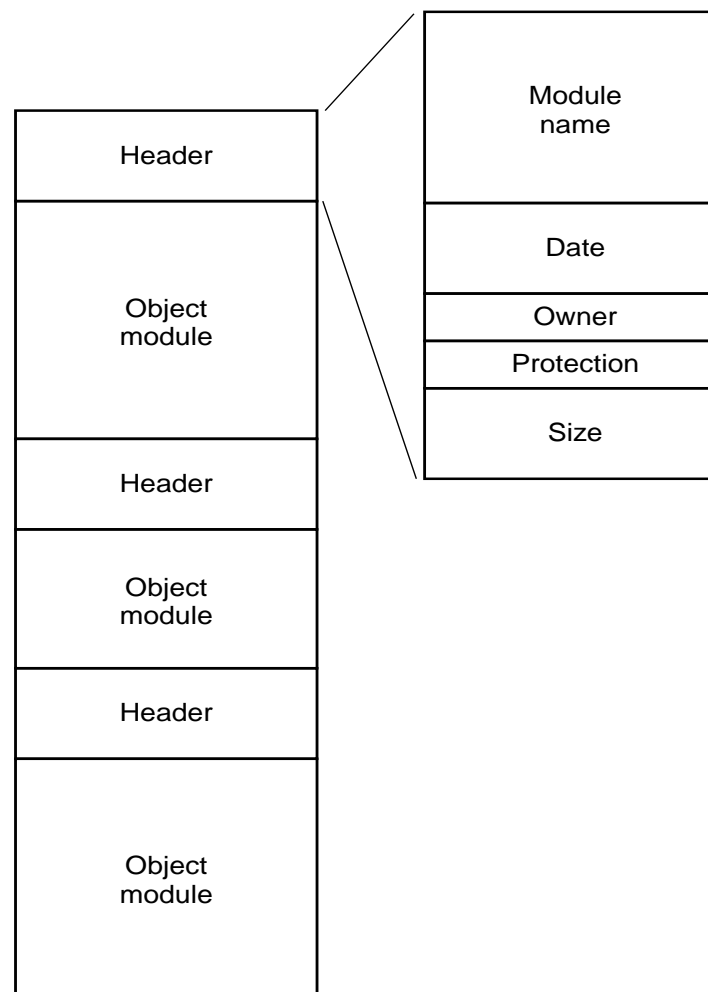 Header
Object
module
Header
Object
module
Header
Object
module
Module
name
Date
Owner
Protection
Size